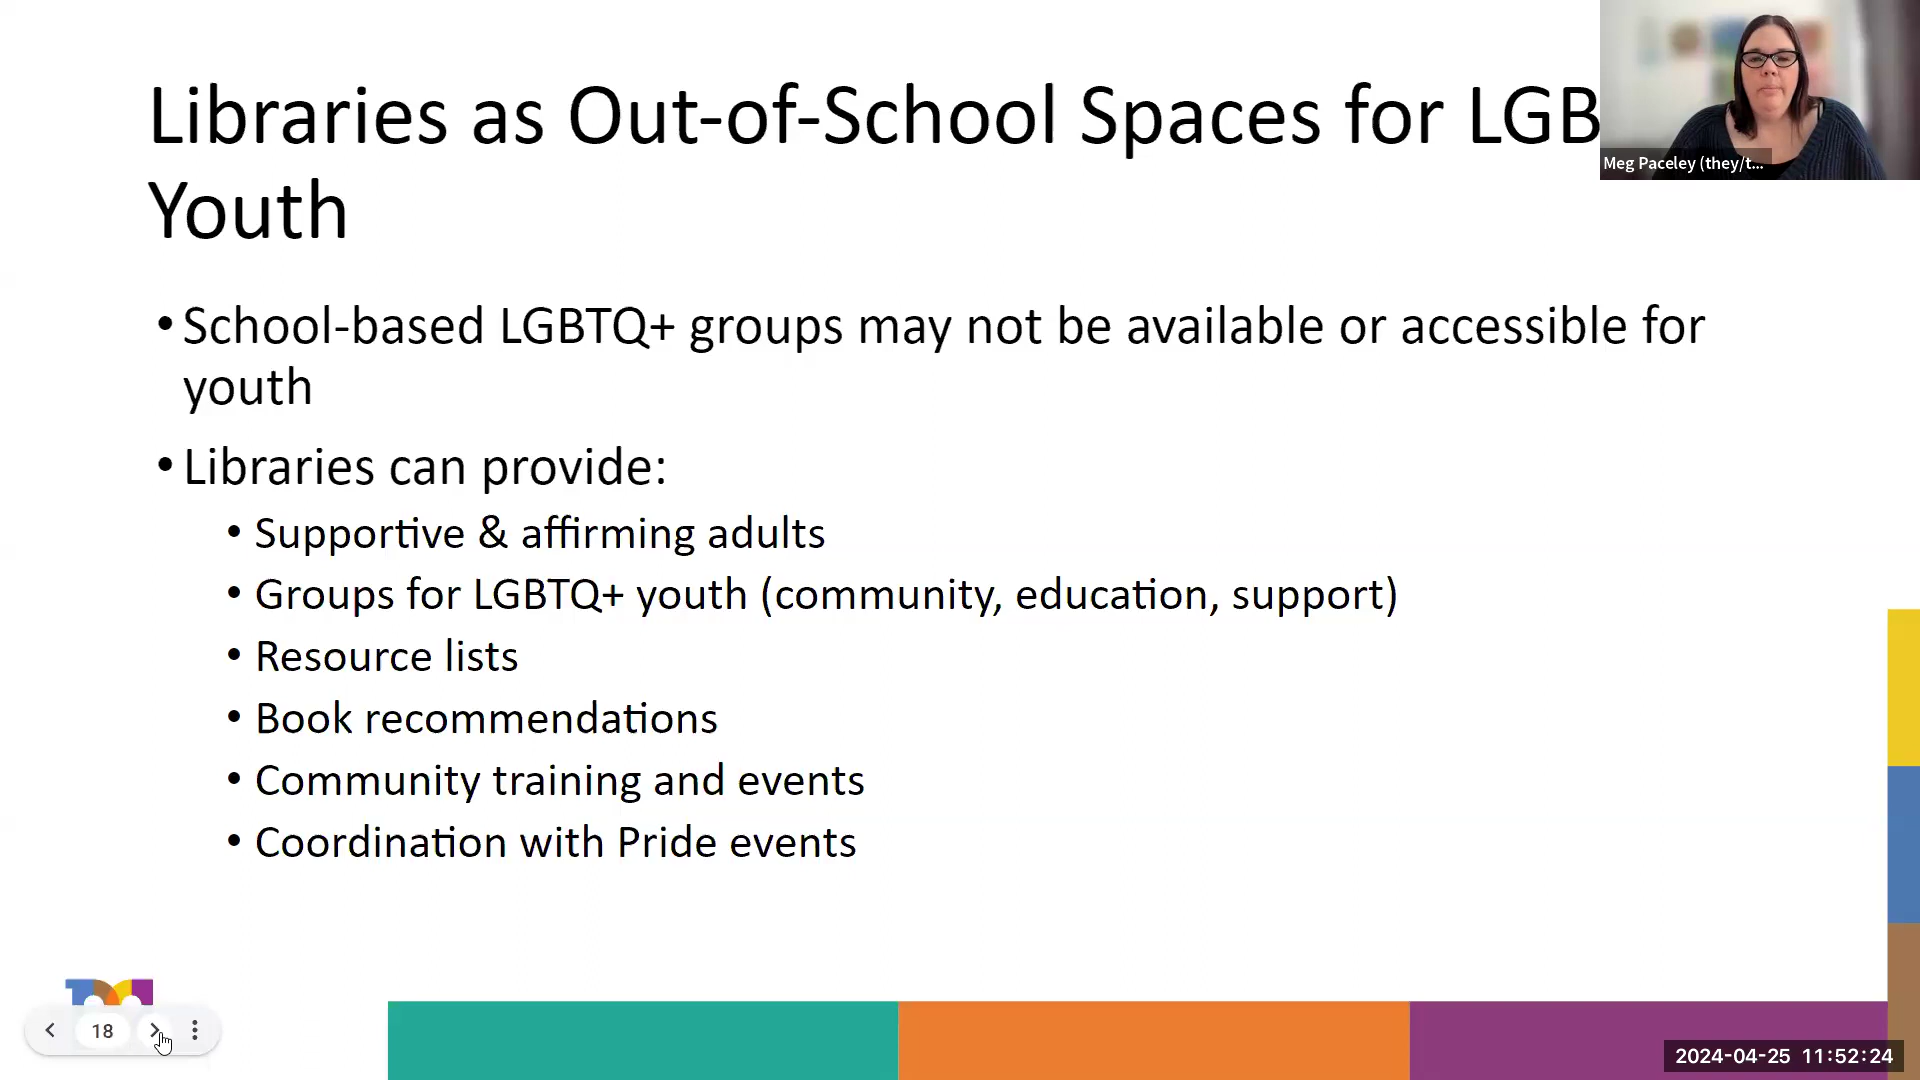 Libraries as Out-of-School Spaces for LGB
Youth
Meg Paceley (they/t...
• School-based LGBTQ+ groups may not be available or accessible for
youth
• Libraries can provide:
• Supportive & affirming adults
• Groups for LGBTQ+ youth (community, education, support)
• Resource lists
• Book recommendations
• Community training and events
• Coordination with Pride events
18
2024-04-25 11:52:24